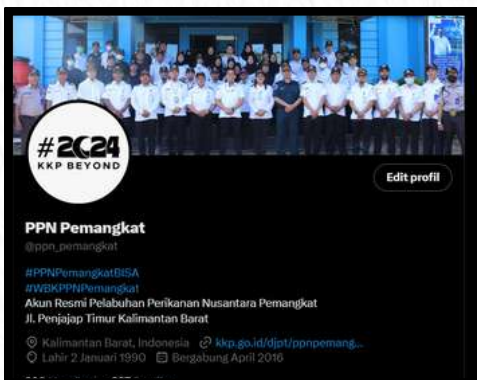 #2C24
KKP BEYOND
Edit profil
PPN Pemangkat
@ppn_pemangkat
#PPNPemangkatBISA
#WBKPPNPemangkat
Akun Resmi Pelabuhan Perikanan Nusantara Pemangkat
Jl. Penjajap Timur Kalimantan Barat
Kalimantan Barat, Indonesia kkp.go.id/djpt/ppnpemang...
Lahir 2 Januari 1990 Bergabung April 2016